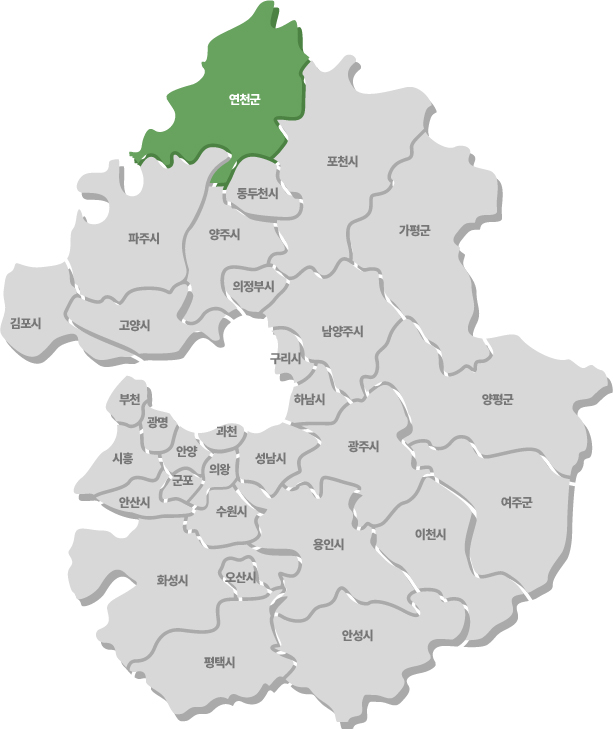 연천군
포천시
동두천시
가평군
파주시
양주시
의정부시
김포시
고양시
남양주시
구리시
하남시
양평군
부천
광명
과천
광주시
안양
시흥
의왕
성남시
군포
안산시
수원시
여주군
이천시
용인시
화성시
오산시
안성시
평택시